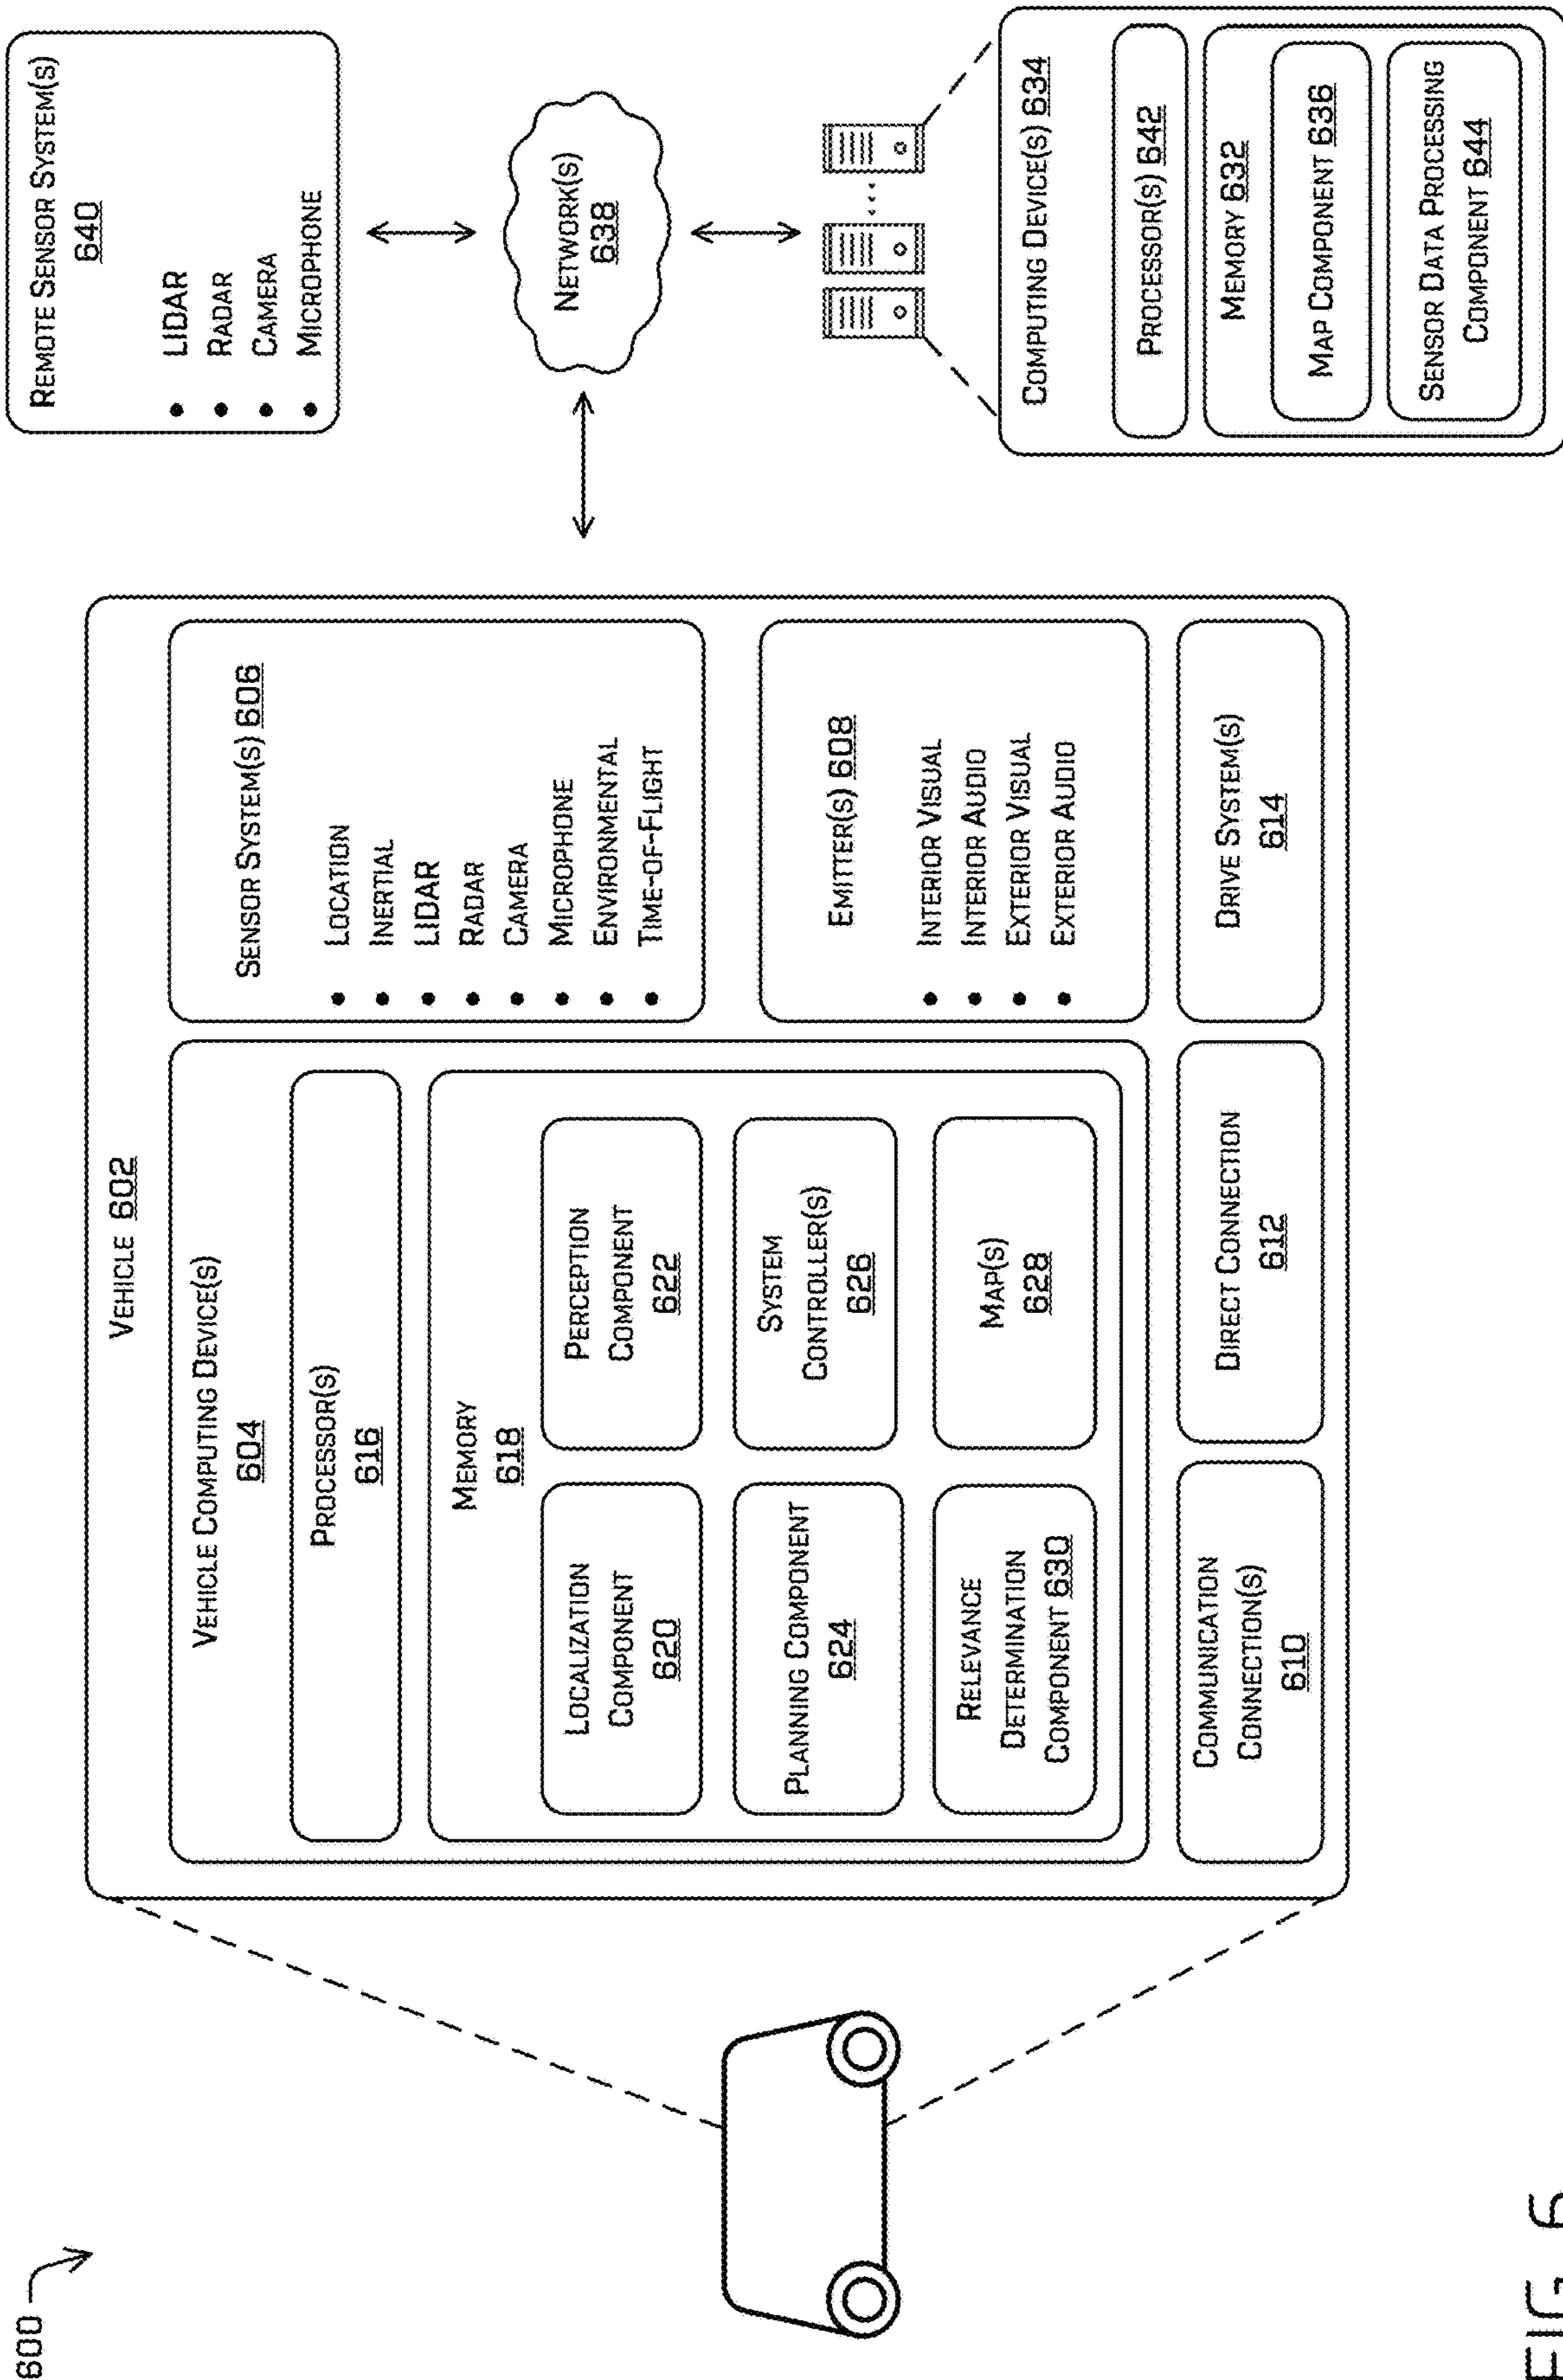 600
VEHICLE 602
VEHICLE COMPUTING DEVICE(S)
604
PROCESSOR(S)
616
MEMORY
618
LOCALIZATION
COMPONENT
620
PERCEPTION
COMPONENT
622
PLANNING COMPONENT
624
SYSTEM
CONTROLLER(S)
626
RELEVANCE
DETERMINATION
COMPONENT 630
MAP(S)
628
SENSOR SYSTEM(S) 606
• LOCATION
• INERTIAL
• LIDAR
• RADAR
• CAMERA
• MICROPHONE
• ENVIRONMENTAL
• TIME-OF-FLIGHT
EMITTER(S) 608
• INTERIOR VISUAL
• INTERIOR AUDIO
• EXTERIOR VISUAL
• EXTERIOR AUDIO
COMMUNICATION
CONNECTION(S)
610
DIRECT CONNECTION
612
DRIVE SYSTEM(S)
614
REMOTE SENSOR SYSTEM(S)
640
• LIDAR
• RADAR
• CAMERA
• MICROPHONE
NETWORK(S)
638
COMPUTING DEVICE(S) 634
PROCESSOR(S) 642
MEMORY 632
MAP COMPONENT 636
SENSOR DATA PROCESSING
COMPONENT 644
FIG. 6